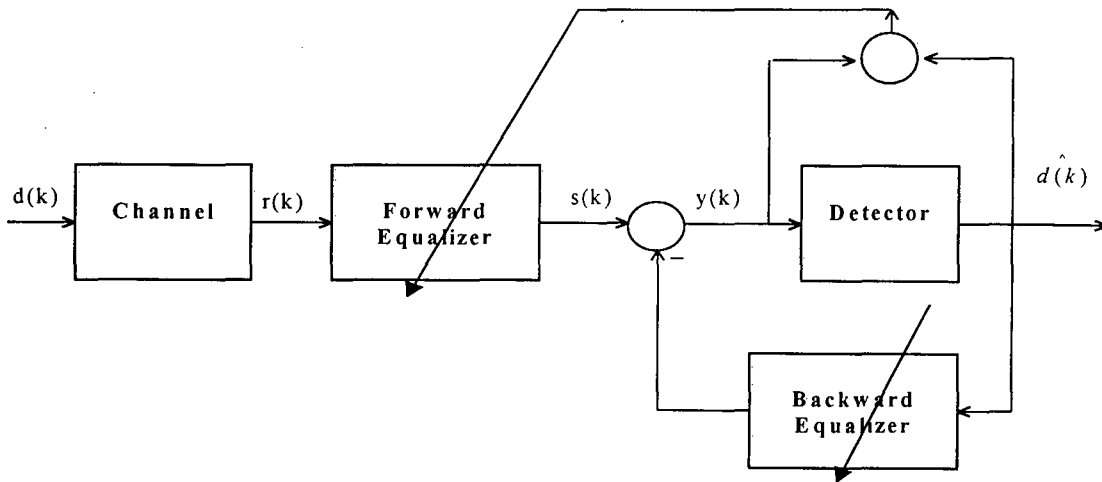 d(k)
Channel
r(k)
Forward
Equalizer
s(k)
y(k)
−
Detector
d̂(k)
Backward
Equalizer